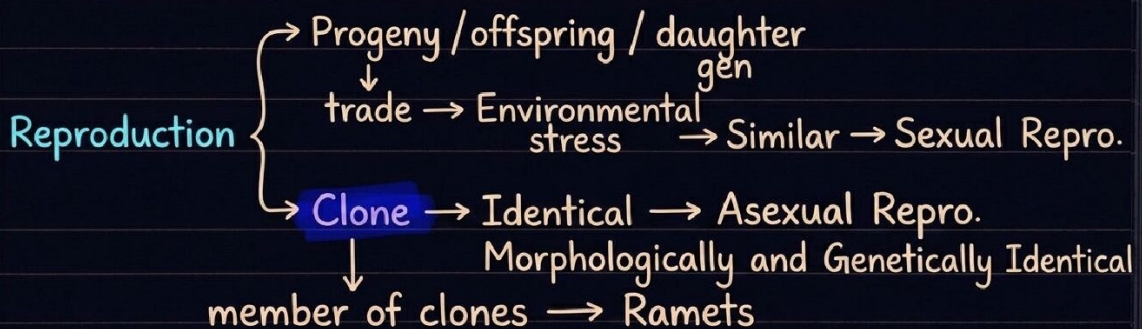 Progeny / offspring / daughter
gen
trade → Environmental
stress → Similar → Sexual Repro.
Reproduction
Clone → Identical → Asexual Repro.
Morphologically and Genetically Identical
member of clones → Ramets